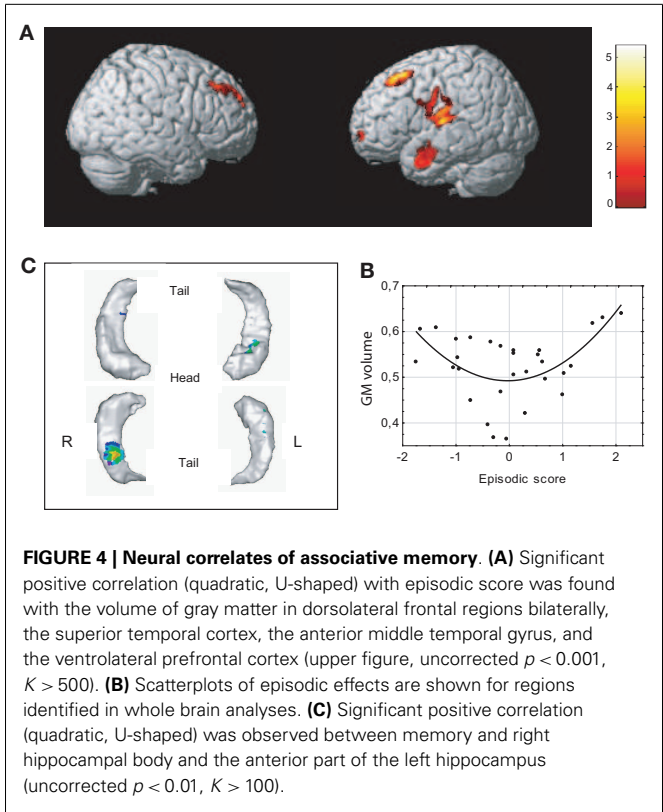 A
5
4
3
2
1
0
C
Tail
Head
R
L
Tail
B
0,7
0,6
0,5
0,4
GM volume
-2
-1
0
1
2
Episodic score
FIGURE 4 | Neural correlates of associative memory. (A) Significant
positive correlation (quadratic, U-shaped) with episodic score was found
with the volume of gray matter in dorsolateral frontal regions bilaterally,
the superior temporal cortex, the anterior middle temporal gyrus, and
the ventrolateral prefrontal cortex (upper figure, uncorrected p < 0.001,
K > 500). (B) Scatterplots of episodic effects are shown for regions
identified in whole brain analyses. (C) Significant positive correlation
(quadratic, U-shaped) was observed between memory and right
hippocampal body and the anterior part of the left hippocampus
(uncorrected p < 0.01, K > 100).